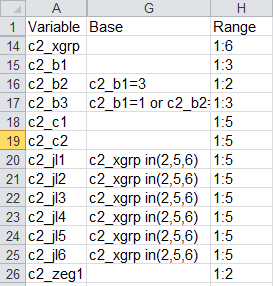 A G H
1 Variable Base Range
14 c2_xgrp 1:6
15 c2_b1 1:3
16 c2_b2 c2_b1=3 1:2
17 c2_b3 c2_b1=1 or c2_b2= 1:3
18 c2_c1 1:5
19 c2_c2 1:5
20 c2_jl1 c2_xgrp in(2,5,6) 1:5
21 c2_jl2 c2_xgrp in(2,5,6) 1:5
22 c2_jl3 c2_xgrp in(2,5,6) 1:5
23 c2_jl4 c2_xgrp in(2,5,6) 1:5
24 c2_jl5 c2_xgrp in(2,5,6) 1:5
25 c2_jl6 c2_xgrp in(2,5,6) 1:5
26 c2_zeg1 1:2